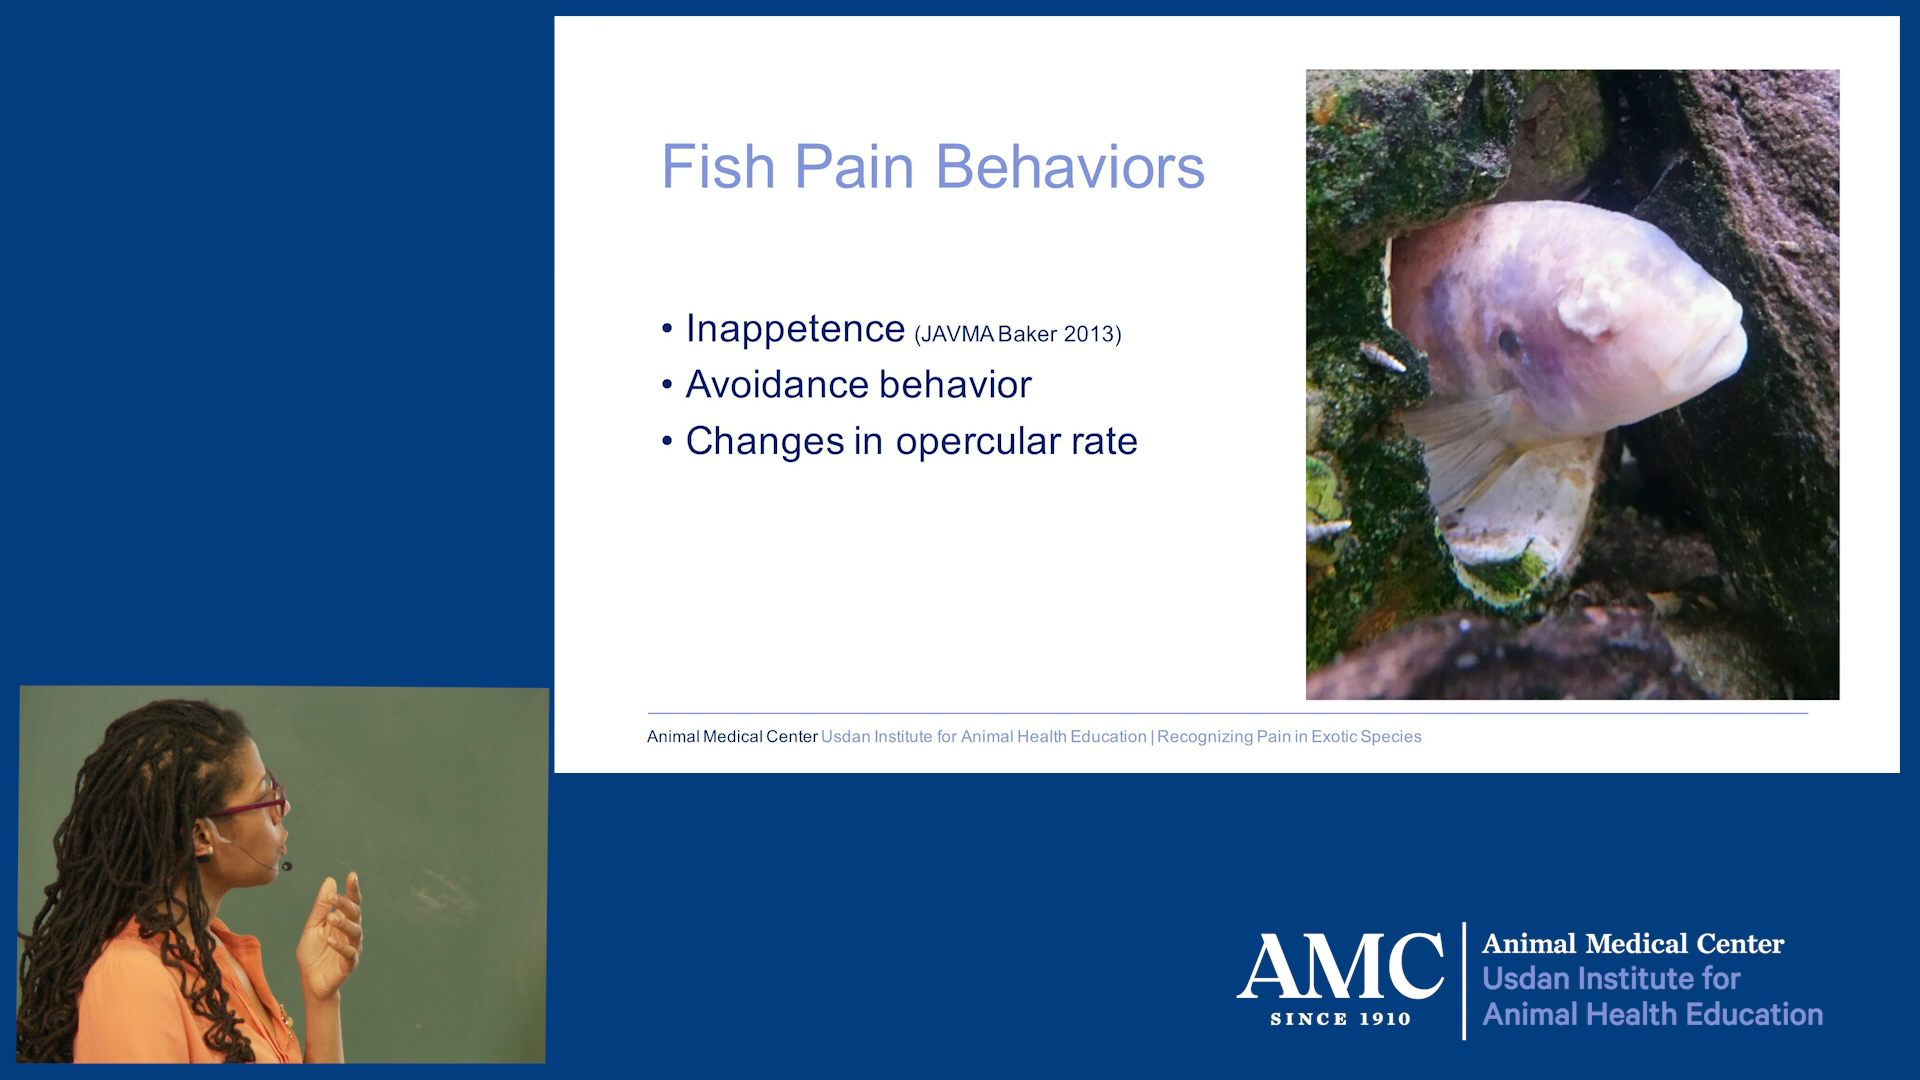 Fish Pain Behaviors
• Inappetence (JAVMA Baker 2013)
• Avoidance behavior
• Changes in opercular rate
Animal Medical Center Usdan Institute for Animal Health Education | Recognizing Pain in Exotic Species
AMC
SINCE 1910
Animal Medical Center
Usdan Institute for
Animal Health Education